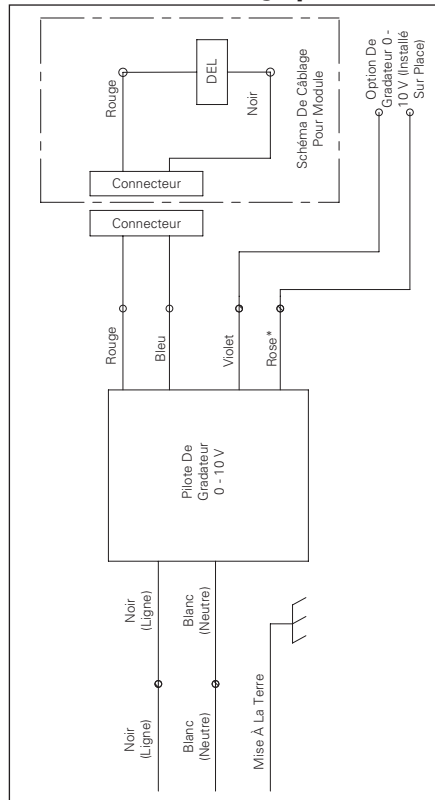 Rouge
DEL
Noir
Schéma De Câblage
Pour Module
Connecteur
Connecteur
Option De
Gradateur 0 -
10 V (Installé
Sur Place)
Rouge
Bleu
Violet
Rose*
Pilote De
Gradateur
0 - 10 V
Noir
(Ligne)
Blanc
(Neutre)
Noir
(Ligne)
Blanc
(Neutre)
Mise À La Terre